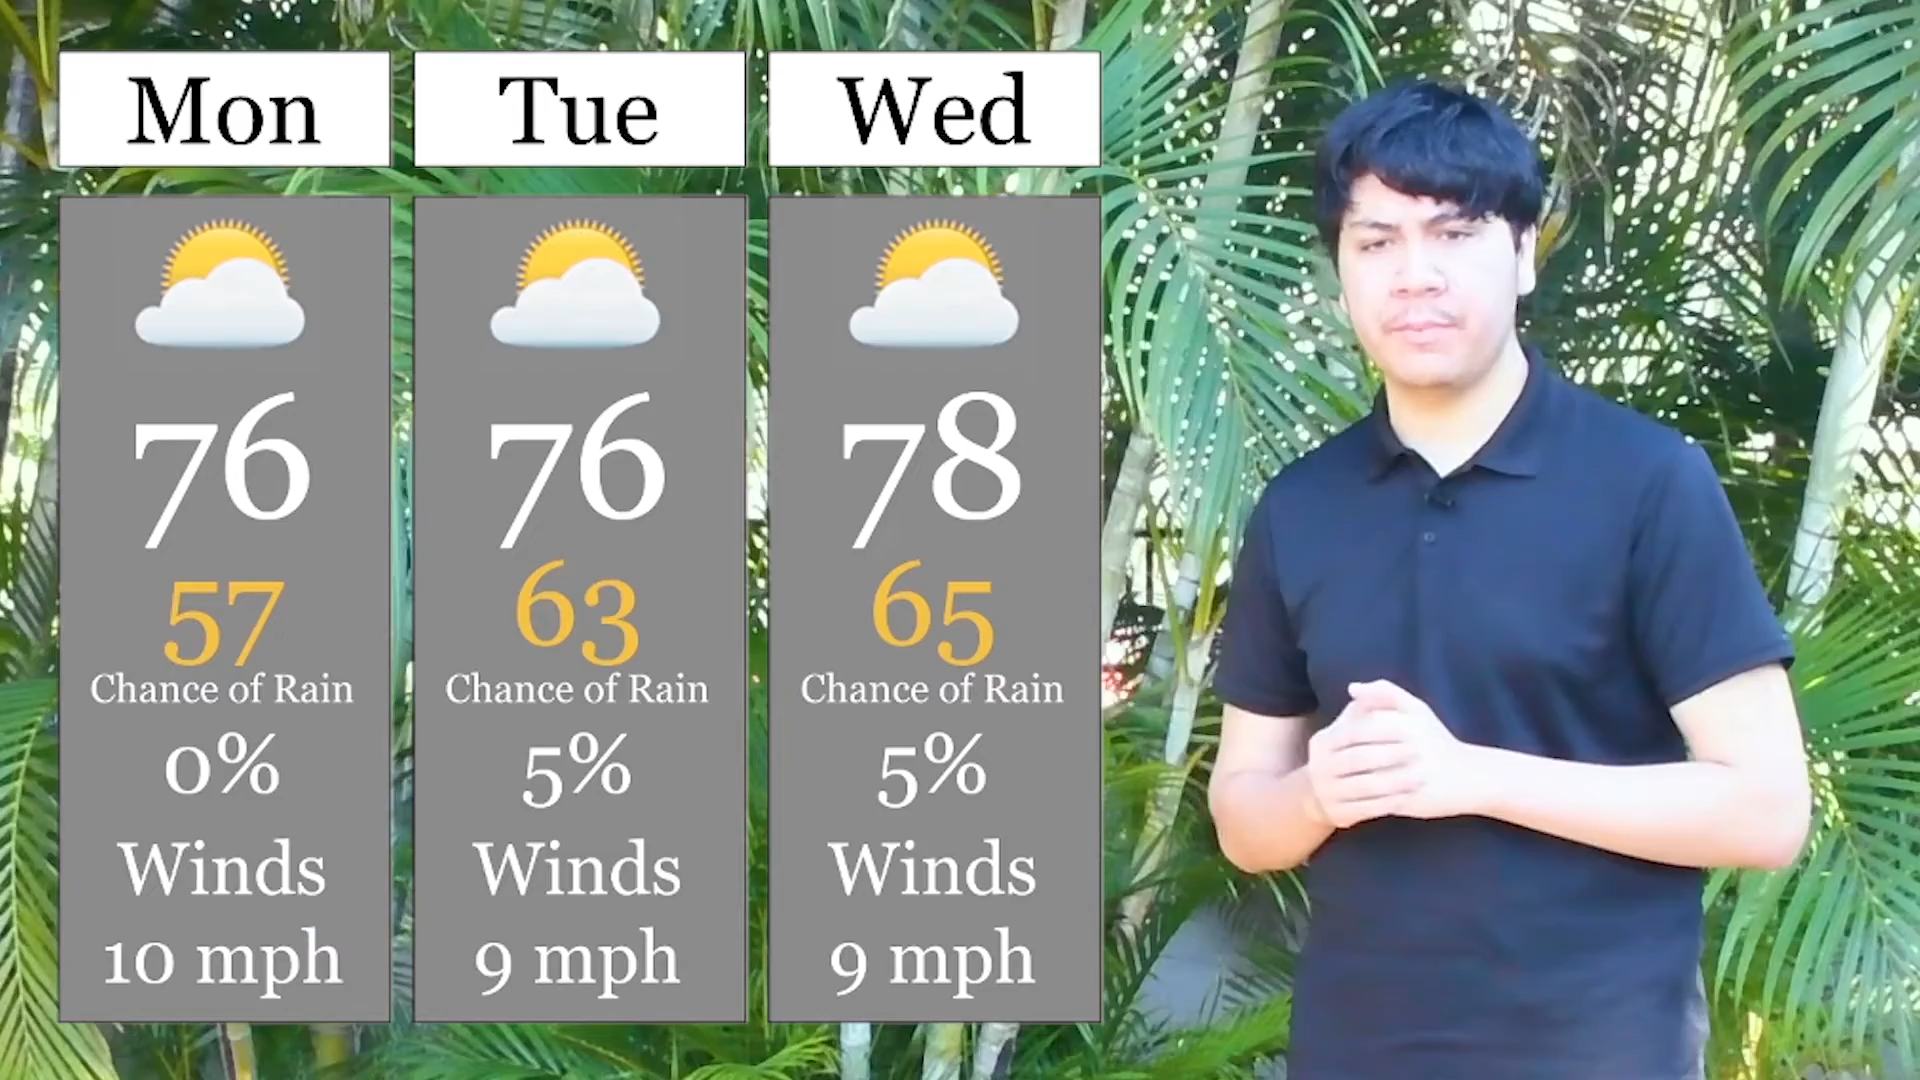 Mon
76
57
Chance of Rain
0%
Winds
10 mph
Tue
76
63
Chance of Rain
5%
Winds
9 mph
Wed
78
65
Chance of Rain
5%
Winds
9 mph